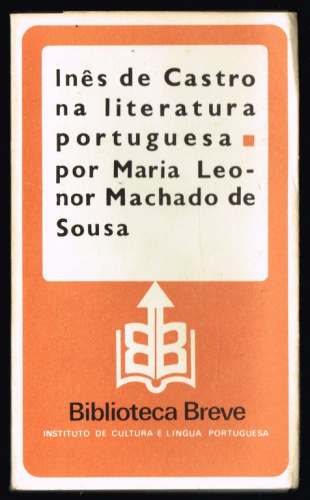 Inês de Castro
na literatura
portuguesa ▪
por Maria Leo-
nor Machado de
Sousa
BB
Biblioteca Breve
INSTITUTO DE CULTURA E LÍNGUA PORTUGUESA